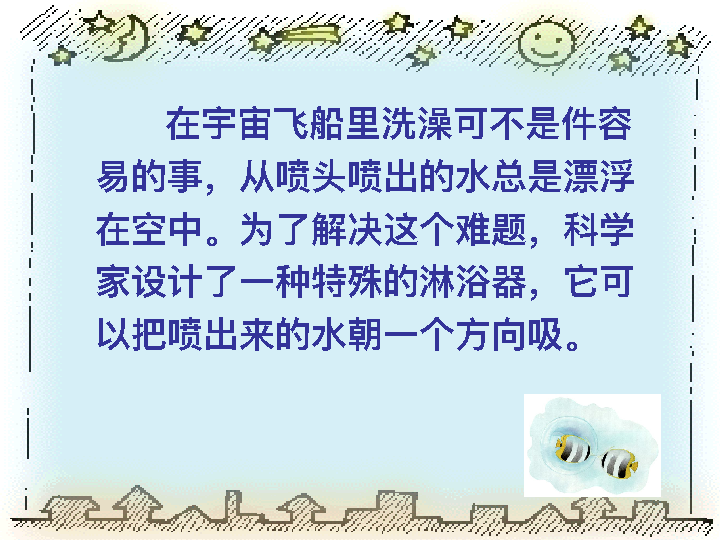 在宇宙飞船里洗澡可不是件容
易的事，从喷头喷出的水总是漂浮
在空中。为了解决这个难题，科学
家设计了一种特殊的淋浴器，它可
以把喷出来的水朝一个方向吸。